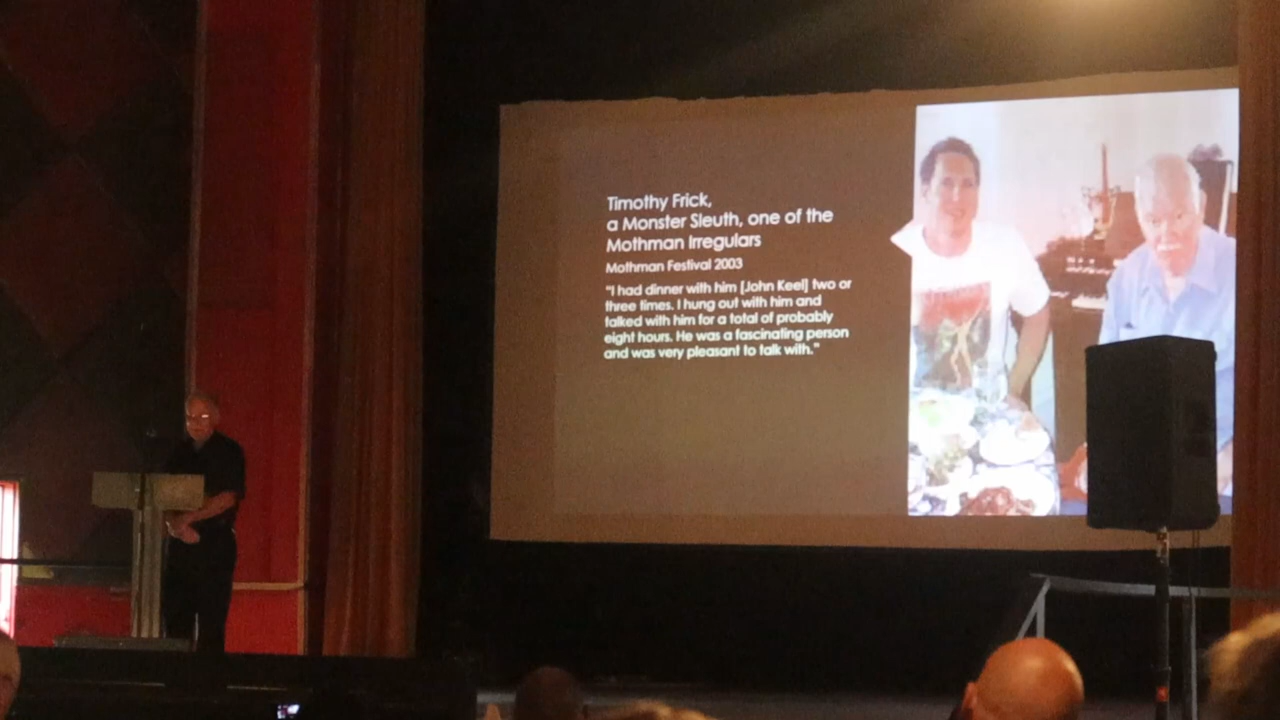 Timothy Frick,
a Monster Sleuth, one of the
Mothman Irregulars
Mothman Festival 2003
“I had dinner with him [John Keel] two or
three times. I hung out with him and
talked with him for a total of probably
eight hours. He was a fascinating person
and was very pleasant to talk with.”